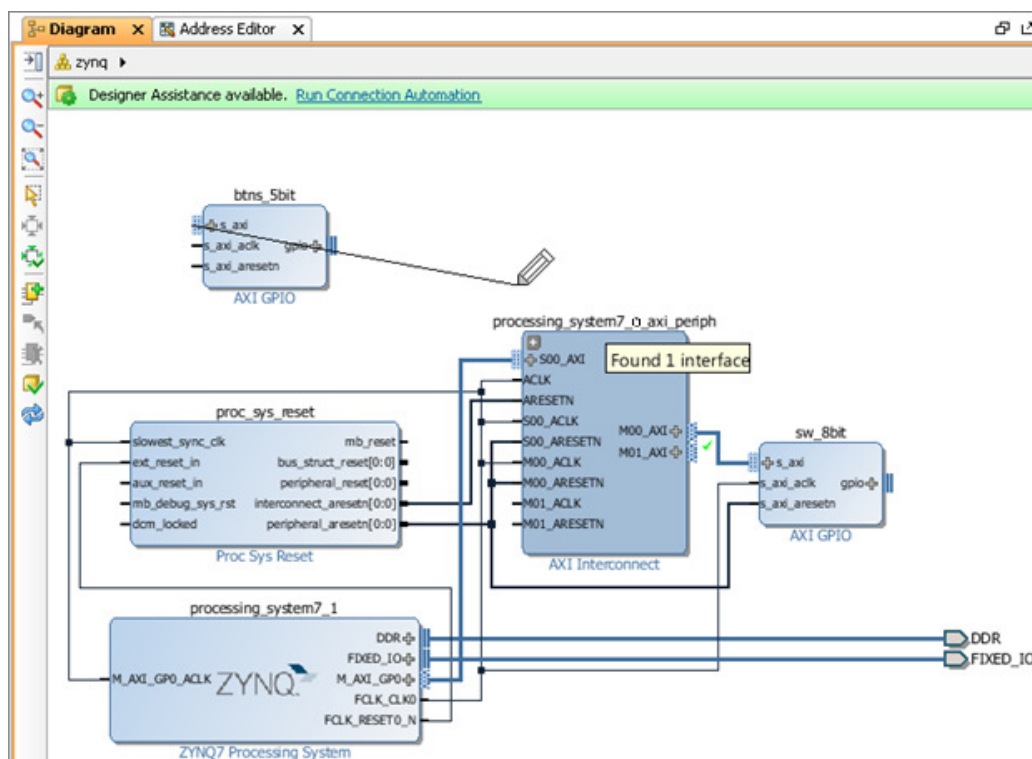 Diagram X Address Editor X
zynq
Designer Assistance available. Run Connection Automation
btns_5bit
s_axi
s_axi_aclk
gpio
s_axi_aresetn
AXI GPIO
processing_system7_0_axi_periph
Found 1 interface
S00_AXI
ACLK
ARESETN
S00_ACLK
S00_ARESETN
M00_ACLK
M00_ARESETN
M01_ACLK
M01_ARESETN
M00_AXI
M01_AXI
AXI Interconnect
proc_sys_reset
slowest_sync_clk
ext_reset_in
aux_reset_in
mb_debug_sys_rst
dcm_locked
mb_reset
bus_struct_reset[0:0]
peripheral_reset[0:0]
interconnect_aresetn[0:0]
peripheral_aresetn[0:0]
Proc Sys Reset
sw_8bit
s_axi
s_axi_aclk
s_axi_aresetn
gpio
AXI GPIO
processing_system7_1
M_AXI_GP0_ACLK
ZYNQ
DDR
FIXED_IO
M_AXI_GP0
FCLK_CLK0
FCLK_RESET0_N
ZYNQ7 Processing System
DDR
FIXED_IO